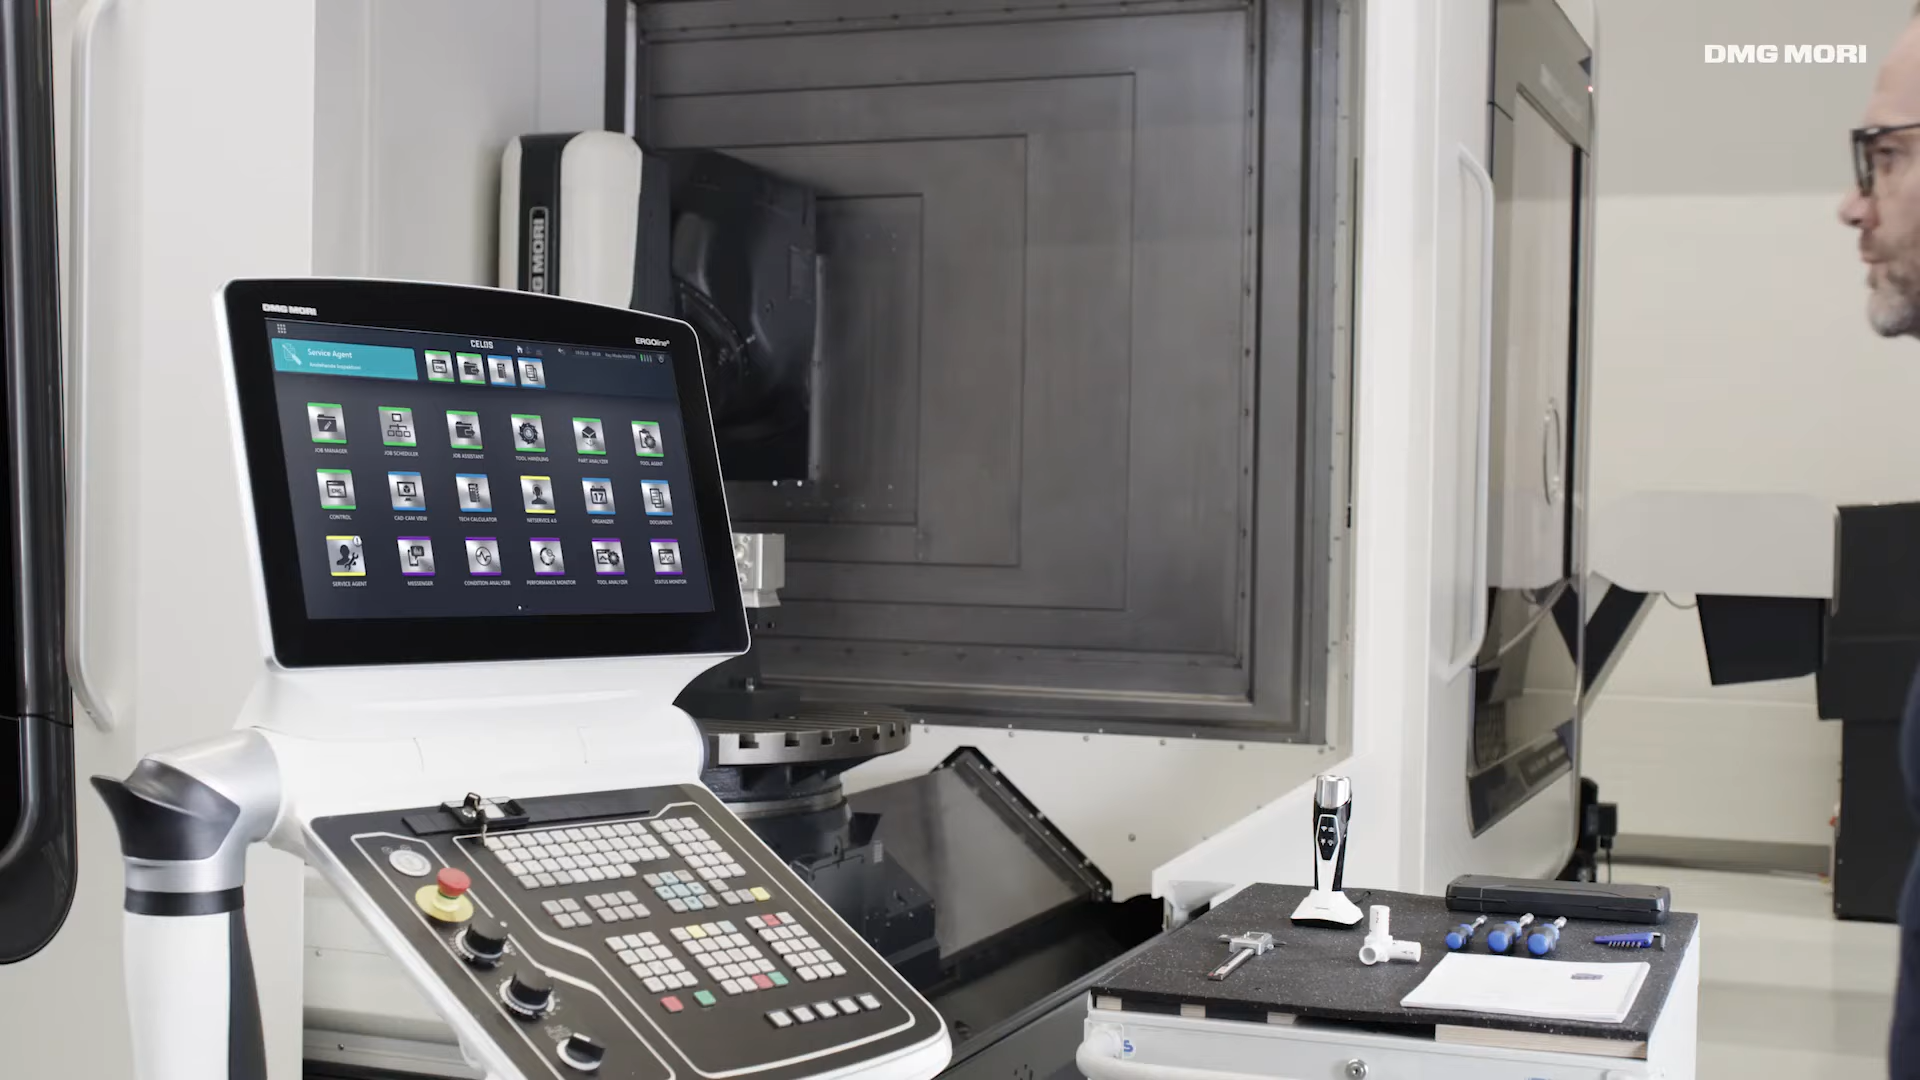 DMG MORI
DMG MORI
DMG MORI
ERGOline
CELOS
Service Agent
JOB MANAGER
JOB SCHEDULER
JOB ASSISTANT
TOOL HANDLING
PART ANALYZER
TOOL AGENT
CONTROL
CAD-CAM VIEW
TECH CALCULATOR
NETSERVICE 4.0
ORGANIZER
17
DOCUMENTS
SERVICE AGENT
MESSENGER
CONDITION ANALYZER
PERFORMANCE MONITOR
TOOL ANALYZER
STATUS MONITOR